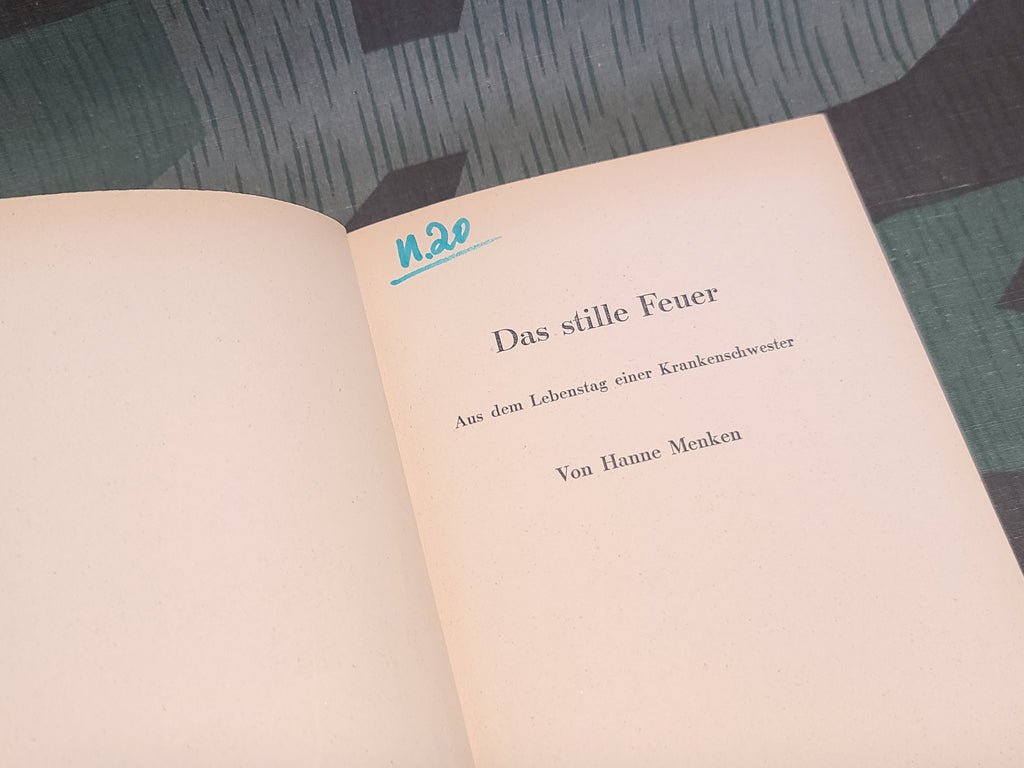 N.20
Das stille Feuer
Aus dem Lebenstag einer Krankenschwester
Von Hanne Menken